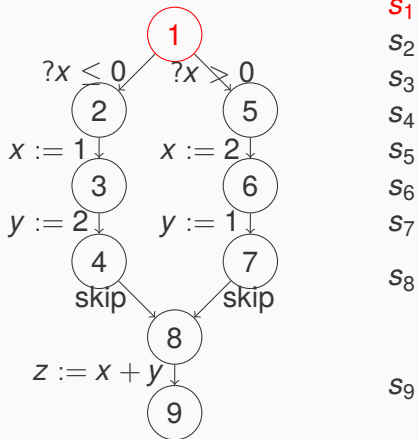 1 s₁
s₂
?x ≤ 0 ?x > 0 s₃
2 5 s₄
x := 1 x := 2 s₅
3 6 s₆
y := 2 y := 1 s₇
4 7 s₈
skip skip
8
z := x + y s₉
9